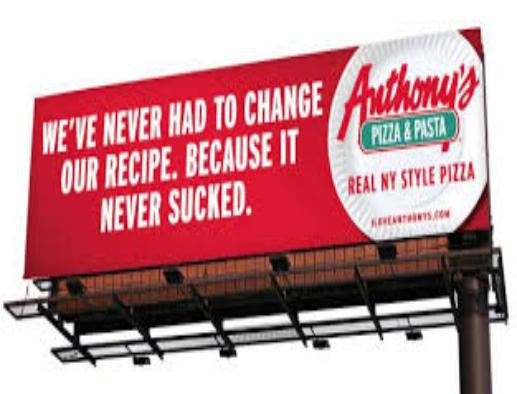 WE'VE NEVER HAD TO CHANGE
OUR RECIPE. BECAUSE IT
NEVER SUCKED.
Anthony's
PIZZA & PASTA
REAL NY STYLE PIZZA
ILOVEANTHONYS.COM